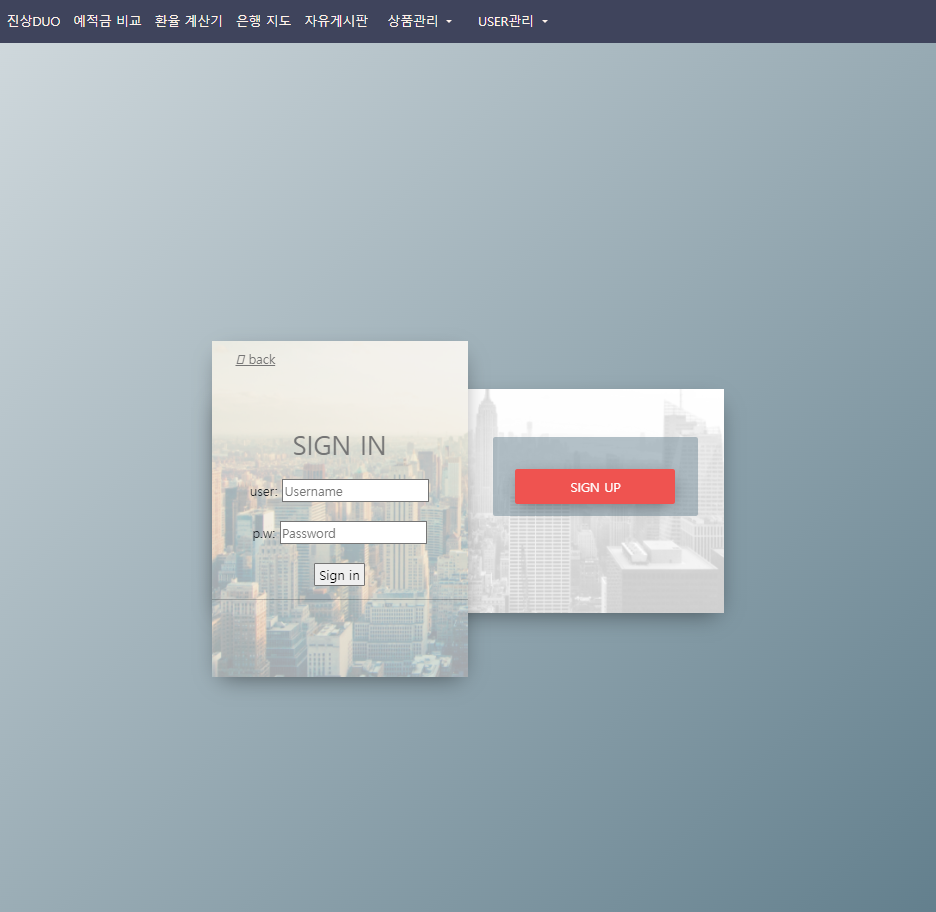 진상DUO 예적금 비교 환율 계산기 은행 지도 자유게시판 상품관리 USER관리
back
SIGN IN
user: Username
p.w: Password
Sign in
SIGN UP